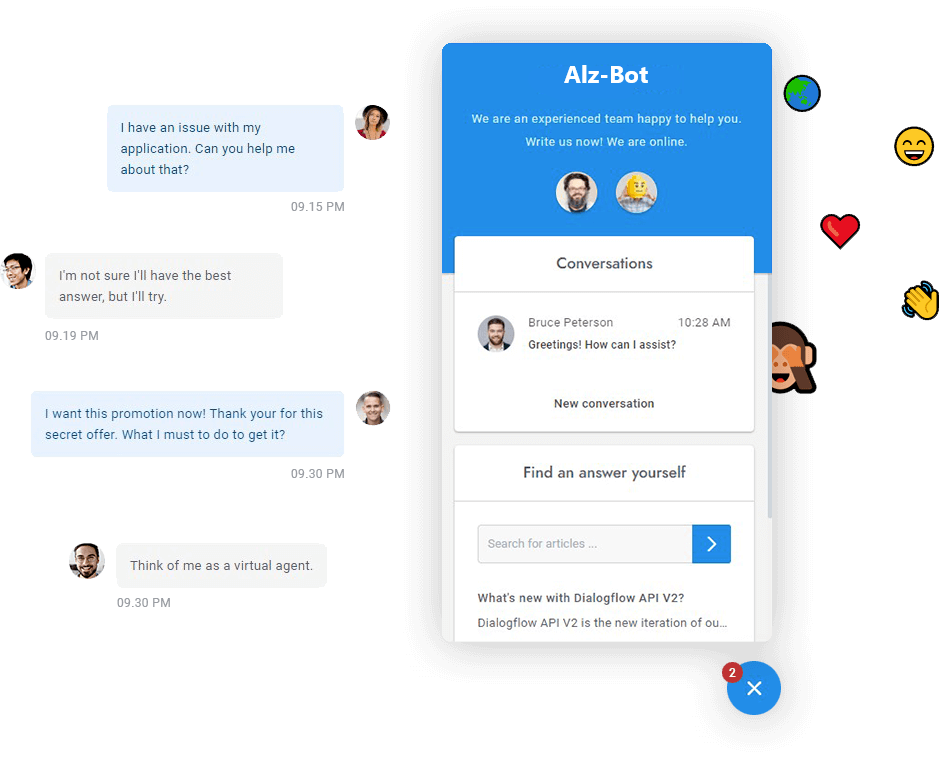 I have an issue with my
application. Can you help me
about that?
09.15 PM
I'm not sure I'll have the best
answer, but I'll try.
09.19 PM
I want this promotion now! Thank your for this
secret offer. What I must to do to get it?
09.30 PM
Think of me as a virtual agent.
09.30 PM
Alz-Bot
We are an experienced team happy to help you.
Write us now! We are online.
Conversations
Bruce Peterson 10:28 AM
Greetings! How can I assist?
New conversation
Find an answer yourself
Search for articles ...
What's new with Dialogflow API V2?
Dialogflow API V2 is the new iteration of ou...
2